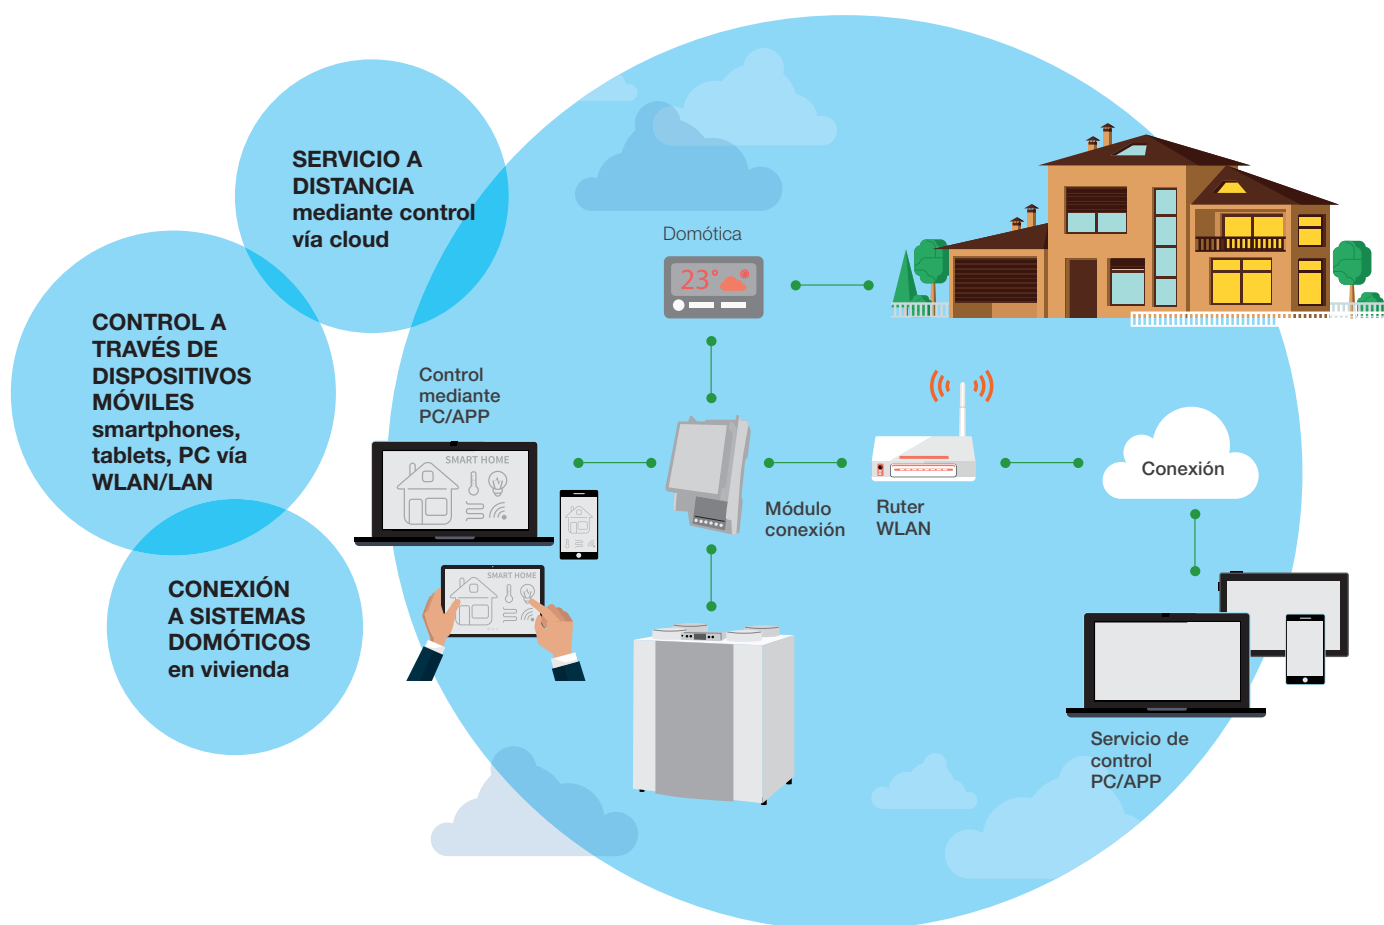 SERVICIO A
DISTANCIA
mediante control
vía cloud
CONTROL A
TRAVÉS DE
DISPOSITIVOS
MÓVILES
smartphones,
tablets, PC vía
WLAN/LAN
CONEXIÓN
A SISTEMAS
DOMÓTICOS
en vivienda
Domótica
23°
Control
mediante
PC/APP
SMART HOME
SMART HOME
Módulo
conexión
Ruter
WLAN
Conexión
Servicio de
control
PC/APP